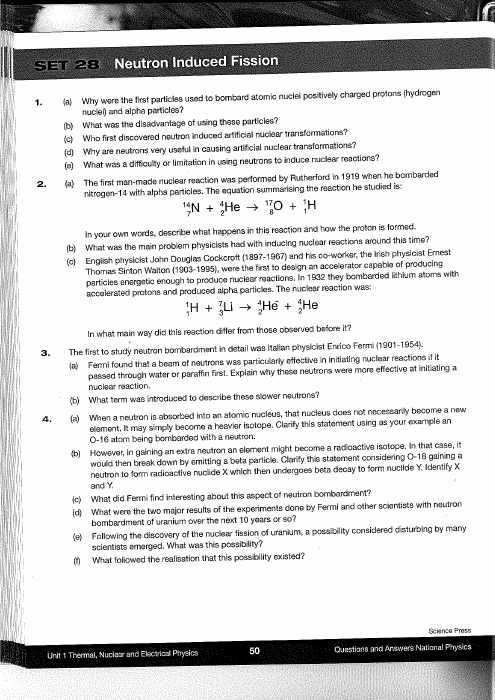 SET 28 Neutron Induced Fission
1. (a) Why were the first particles used to bombard atomic nuclei positively charged protons (hydrogen
nuclei) and alpha particles?
(b) What was the disadvantage of using these particles?
(c) Who first discovered neutron induced artificial nuclear transformations?
(d) Why are neutrons very useful in causing artificial nuclear transformations?
(e) What was a difficulty or limitation in using neutrons to induce nuclear reactions?
2. (a) The first man-made nuclear reaction was performed by Rutherford in 1919 when he bombarded
nitrogen-14 with alpha particles. The equation summarising the reaction he studied is:
¹⁴₇N + ⁴₂He → ¹⁷₈O + ¹₁H
In your own words, describe what happens in this reaction and how the proton is formed.
(b) What was the main problem physicists had with inducing nuclear reactions around this time?
(c) English physicist John Douglas Cockcroft (1897-1967) and his co-worker, the Irish physicist Ernest
Thomas Sinton Walton (1903-1995), were the first to design an accelerator capable of producing
particles energetic enough to produce nuclear reactions. In 1932 they bombarded lithium atoms with
accelerated protons and produced alpha particles. The nuclear reaction was:
¹₁H + ⁷₃Li → ⁴₂He + ⁴₂He
In what main way did this reaction differ from those observed before it?
3. The first to study neutron bombardment in detail was Italian physicist Enrico Fermi (1901-1954).
(a) Fermi found that a beam of neutrons was particularly effective in initiating nuclear reactions if it
passed through water or paraffin first. Explain why these neutrons were more effective at initiating a
nuclear reaction.
(b) What term was introduced to describe these slower neutrons?
4. (a) When a neutron is absorbed into an atomic nucleus, that nucleus does not necessarily become a new
element. It may simply become a heavier isotope. Clarify this statement using as your example an
O-16 atom being bombarded with a neutron.
(b) However, in gaining an extra neutron an element might become a radioactive isotope. In that case, it
would then break down by emitting a beta particle. Clarify this statement considering O-18 gaining a
neutron to form radioactive nuclide X which then undergoes beta decay to form nuclide Y. Identify X
and Y.
(c) What did Fermi find interesting about this aspect of neutron bombardment?
(d) What were the two major results of the experiments done by Fermi and other scientists with neutron
bombardment of uranium over the next 10 years or so?
(e) Following the discovery of the nuclear fission of uranium, a possibility considered disturbing by many
scientists emerged. What was this possibility?
(f) What followed the realisation that this possibility existed?
Science Press
Unit 1 Thermal, Nuclear and Electrical Physics 50 Questions and Answers National Physics